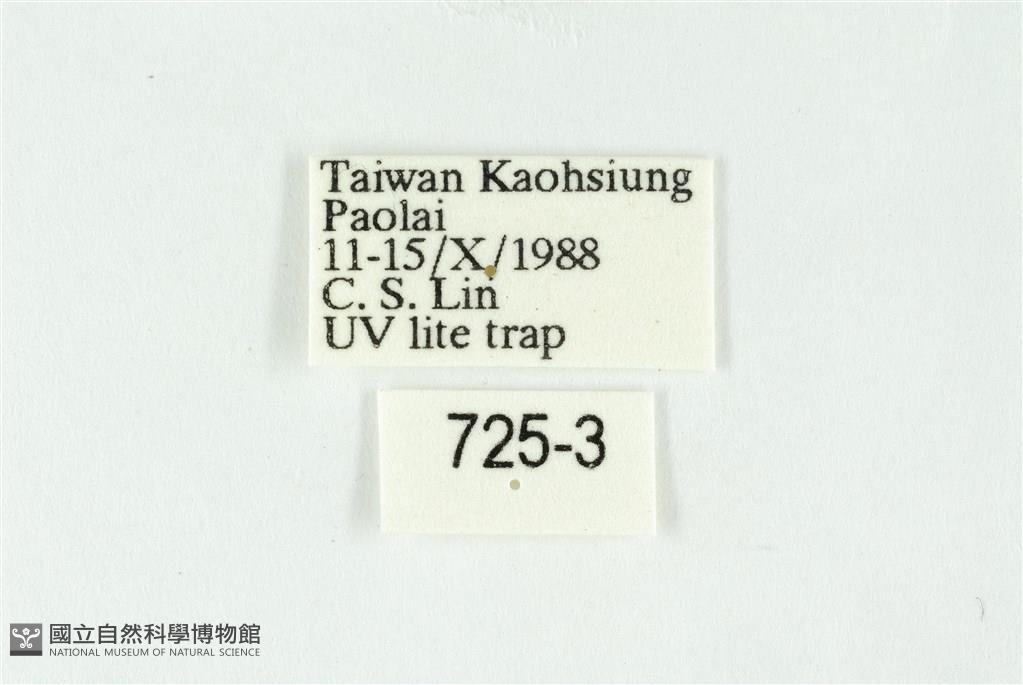 Taiwan Kaohsiung
Paolai
11-15/X/1988
C. S. Lin
UV lite trap
725-3
國立自然科學博物館
NATIONAL MUSEUM OF NATURAL SCIENCE